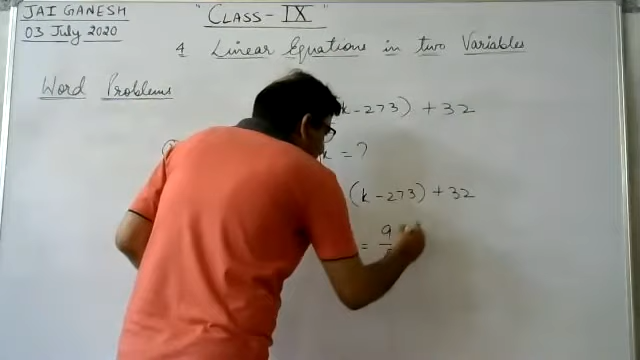 JAI GANESH
03 July 2020
"CLASS-IX"
4 Linear Equations in two Variables
Word Problems
k-273) + 32
= ?
(k-273) + 32
= 9